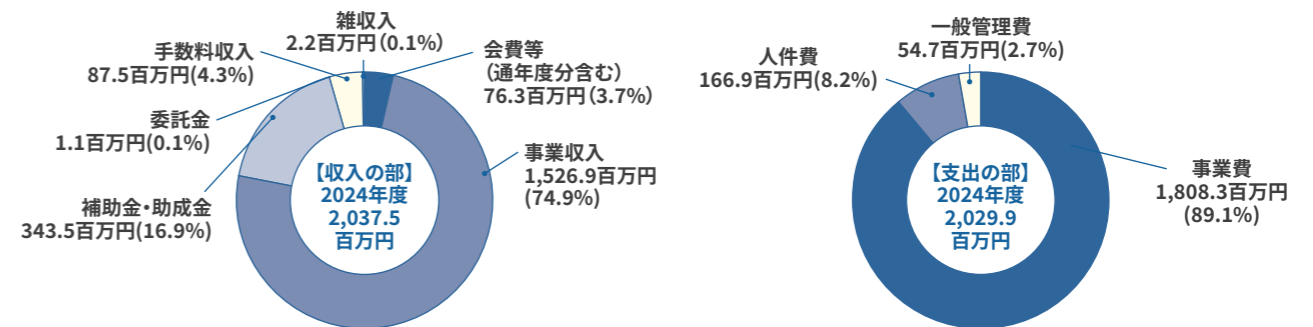 雑収入
2.2百万円(0.1%)
手数料収入
87.5百万円(4.3%)
会費等
(通年度分含む)
76.3百万円(3.7%)
委託金
1.1百万円(0.1%)
事業収入
1,526.9百万円
(74.9%)
補助金・助成金
343.5百万円(16.9%)
【収入の部】
2024年度
2,037.5
百万円
一般管理費
54.7百万円(2.7%)
人件費
166.9百万円(8.2%)
事業費
1,808.3百万円
(89.1%)
【支出の部】
2024年度
2,029.9
百万円